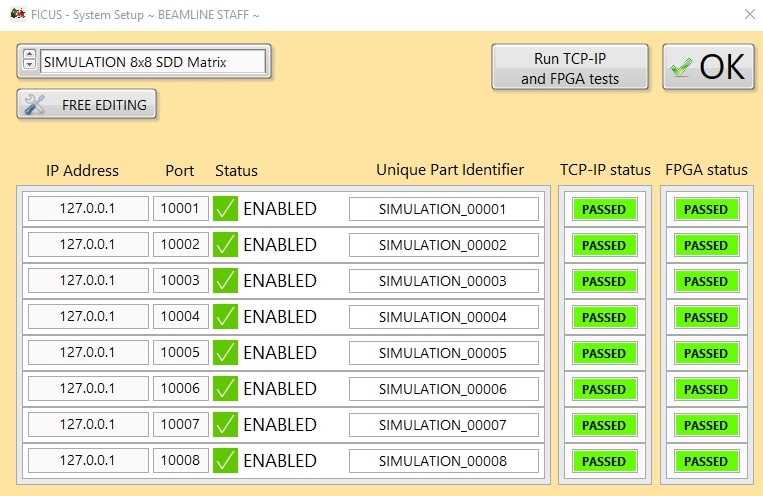 FICUS - System Setup ~ BEAMLINE STAFF ~
SIMULATION 8x8 SDD Matrix
Run TCP-IP
and FPGA tests
OK
FREE EDITING
IP Address Port Status Unique Part Identifier TCP-IP status FPGA status
127.0.0.1 10001 ENABLED SIMULATION_00001 PASSED PASSED
127.0.0.1 10002 ENABLED SIMULATION_00002 PASSED PASSED
127.0.0.1 10003 ENABLED SIMULATION_00003 PASSED PASSED
127.0.0.1 10004 ENABLED SIMULATION_00004 PASSED PASSED
127.0.0.1 10005 ENABLED SIMULATION_00005 PASSED PASSED
127.0.0.1 10006 ENABLED SIMULATION_00006 PASSED PASSED
127.0.0.1 10007 ENABLED SIMULATION_00007 PASSED PASSED
127.0.0.1 10008 ENABLED SIMULATION_00008 PASSED PASSED